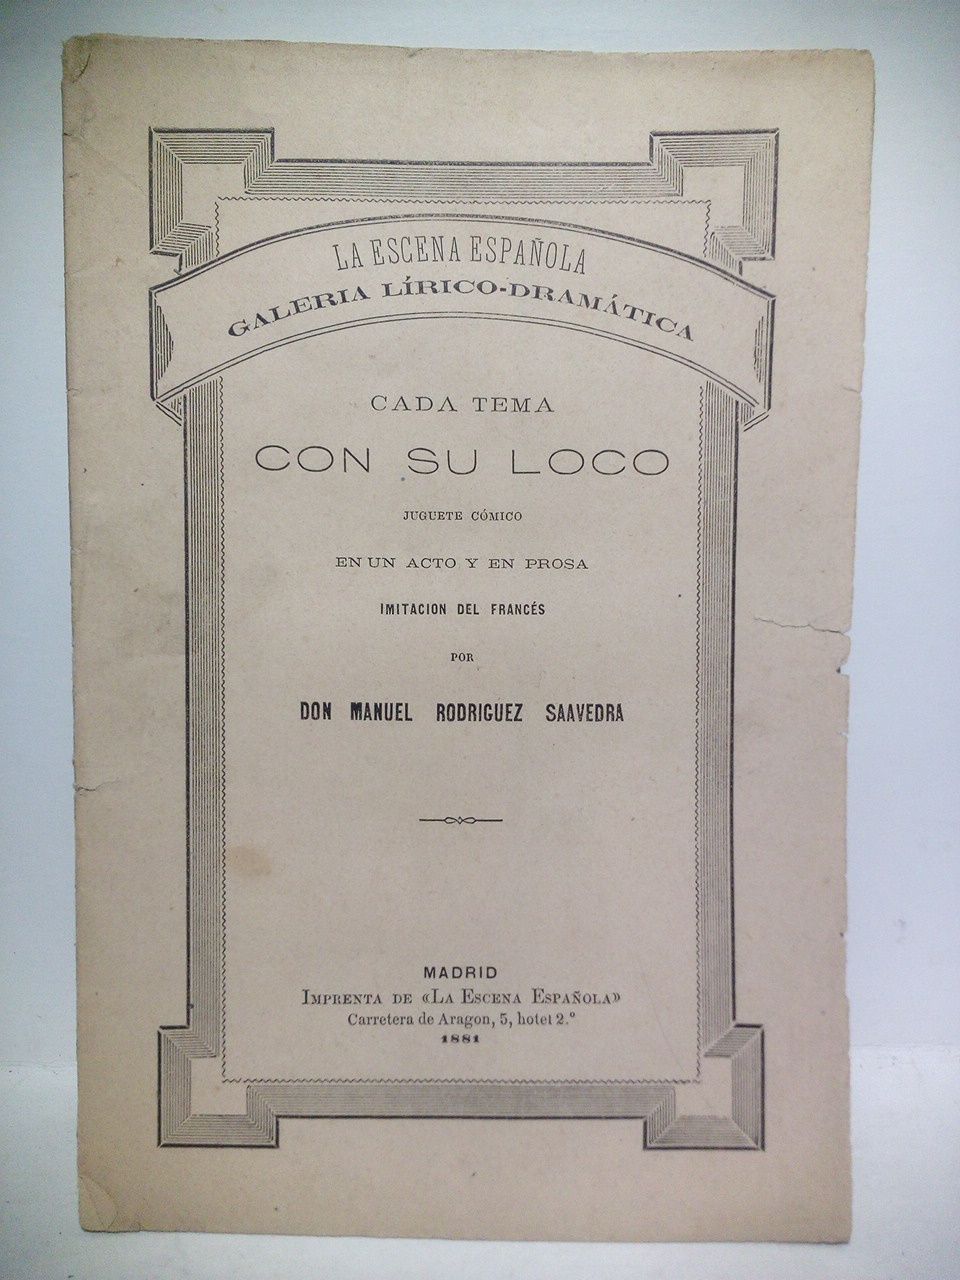 LA ESCENA ESPAÑOLA
GALERIA LÍRICO-DRAMÁTICA
CADA TEMA
CON SU LOCO
JUGUETE CÓMICO
EN UN ACTO Y EN PROSA
IMITACION DEL FRANCÉS
POR
DON MANUEL RODRIGUEZ SAAVEDRA
MADRID
IMPRENTA DE «LA ESCENA ESPAÑOLA»
Carretera de Aragon, 5, hotel 2.º
1881